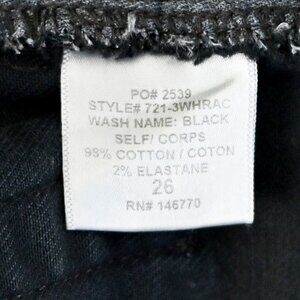 PO# 2539
STYLE# 721-3WHRAC
WASH NAME: BLACK
SELF/ CORPS
98% COTTON / COTON
2% ELASTANE
26
RN# 146770